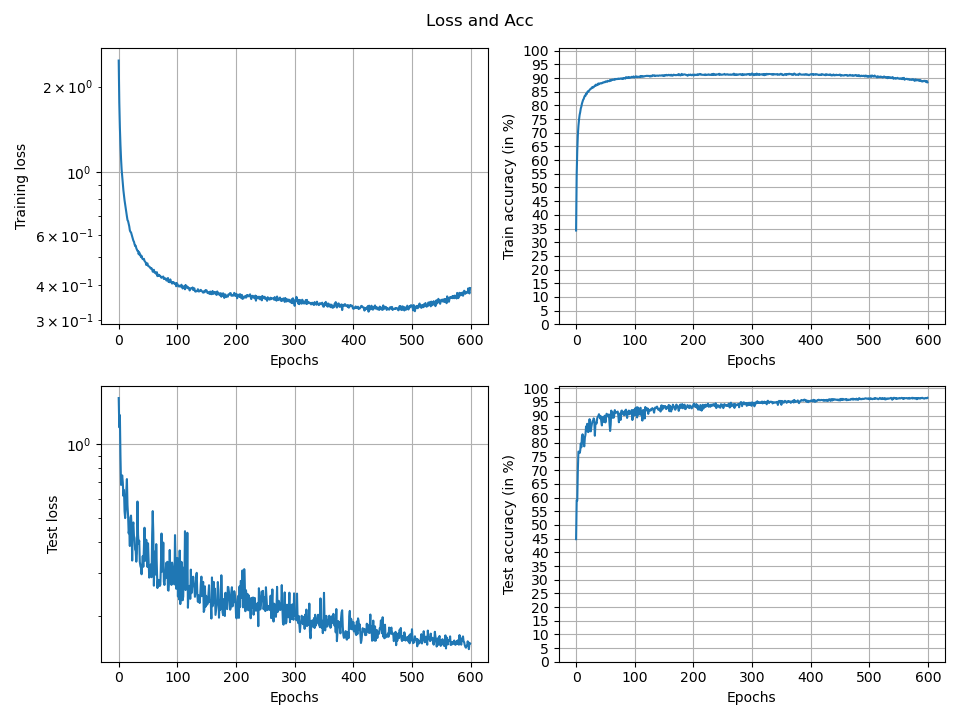 Loss and Acc
2 × 10⁰
10⁰
6 × 10⁻¹
4 × 10⁻¹
3 × 10⁻¹
Training loss
0 100 200 300 400 500 600
Epochs
100
95
90
85
80
75
70
65
60
55
50
45
40
35
30
25
20
15
10
5
0
Train accuracy (in %)
0 100 200 300 400 500 600
Epochs
10⁰
Test loss
0 100 200 300 400 500 600
Epochs
100
95
90
85
80
75
70
65
60
55
50
45
40
35
30
25
20
15
10
5
0
Test accuracy (in %)
0 100 200 300 400 500 600
Epochs